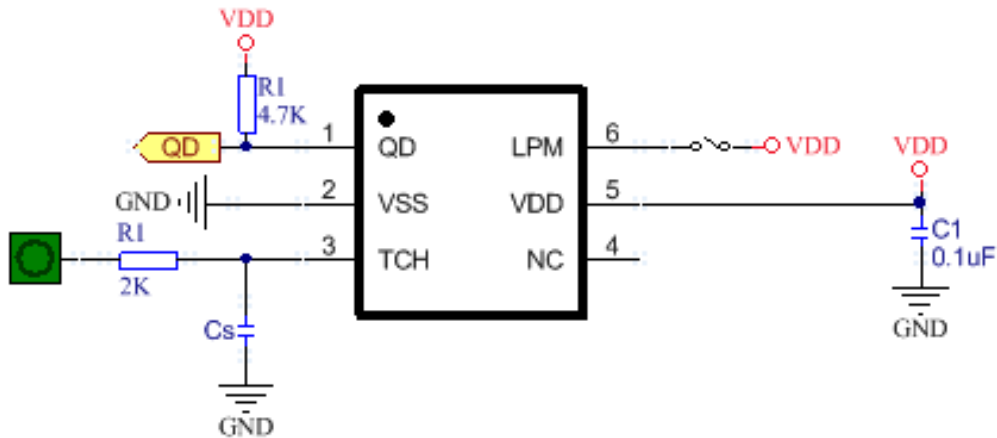 VDD
R1
4.7K
QD
1
QD
LPM
6
VDD
VDD
GND
2
VSS
VDD
5
R1
2K
3
TCH
NC
4
C1
0.1uF
GND
Cs
GND